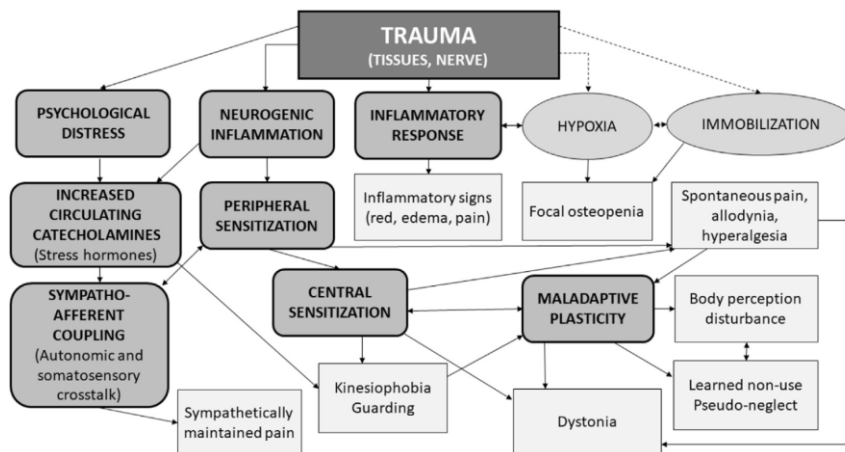 TRAUMA
(TISSUES, NERVE)
PSYCHOLOGICAL
DISTRESS
NEUROGENIC
INFLAMMATION
INFLAMMATORY
RESPONSE
HYPOXIA
IMMOBILIZATION
INCREASED
CIRCULATING
CATECHOLAMINES
(Stress hormones)
PERIPHERAL
SENSITIZATION
Inflammatory signs
(red, edema, pain)
Focal osteopenia
Spontaneous pain,
allodynia,
hyperalgesia
SYMPATHO-
AFFERENT
COUPLING
(Autonomic and
somatosensory
crosstalk)
CENTRAL
SENSITIZATION
MALADAPTIVE
PLASTICITY
Body perception
disturbance
Sympathetically
maintained pain
Kinesiophobia
Guarding
Dystonia
Learned non-use
Pseudo-neglect